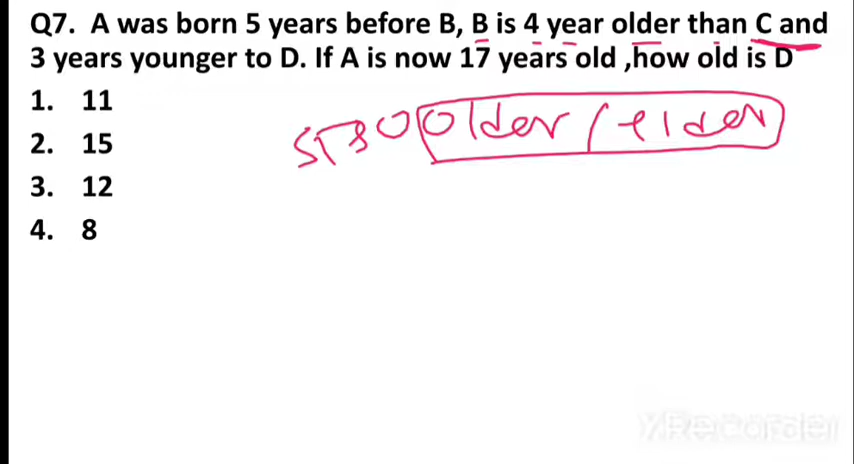 Q7. A was born 5 years before B, B is 4 year older than C and
3 years younger to D. If A is now 17 years old ,how old is D
1. 11
2. 15
3. 12
4. 8
older / elder
XRecorder